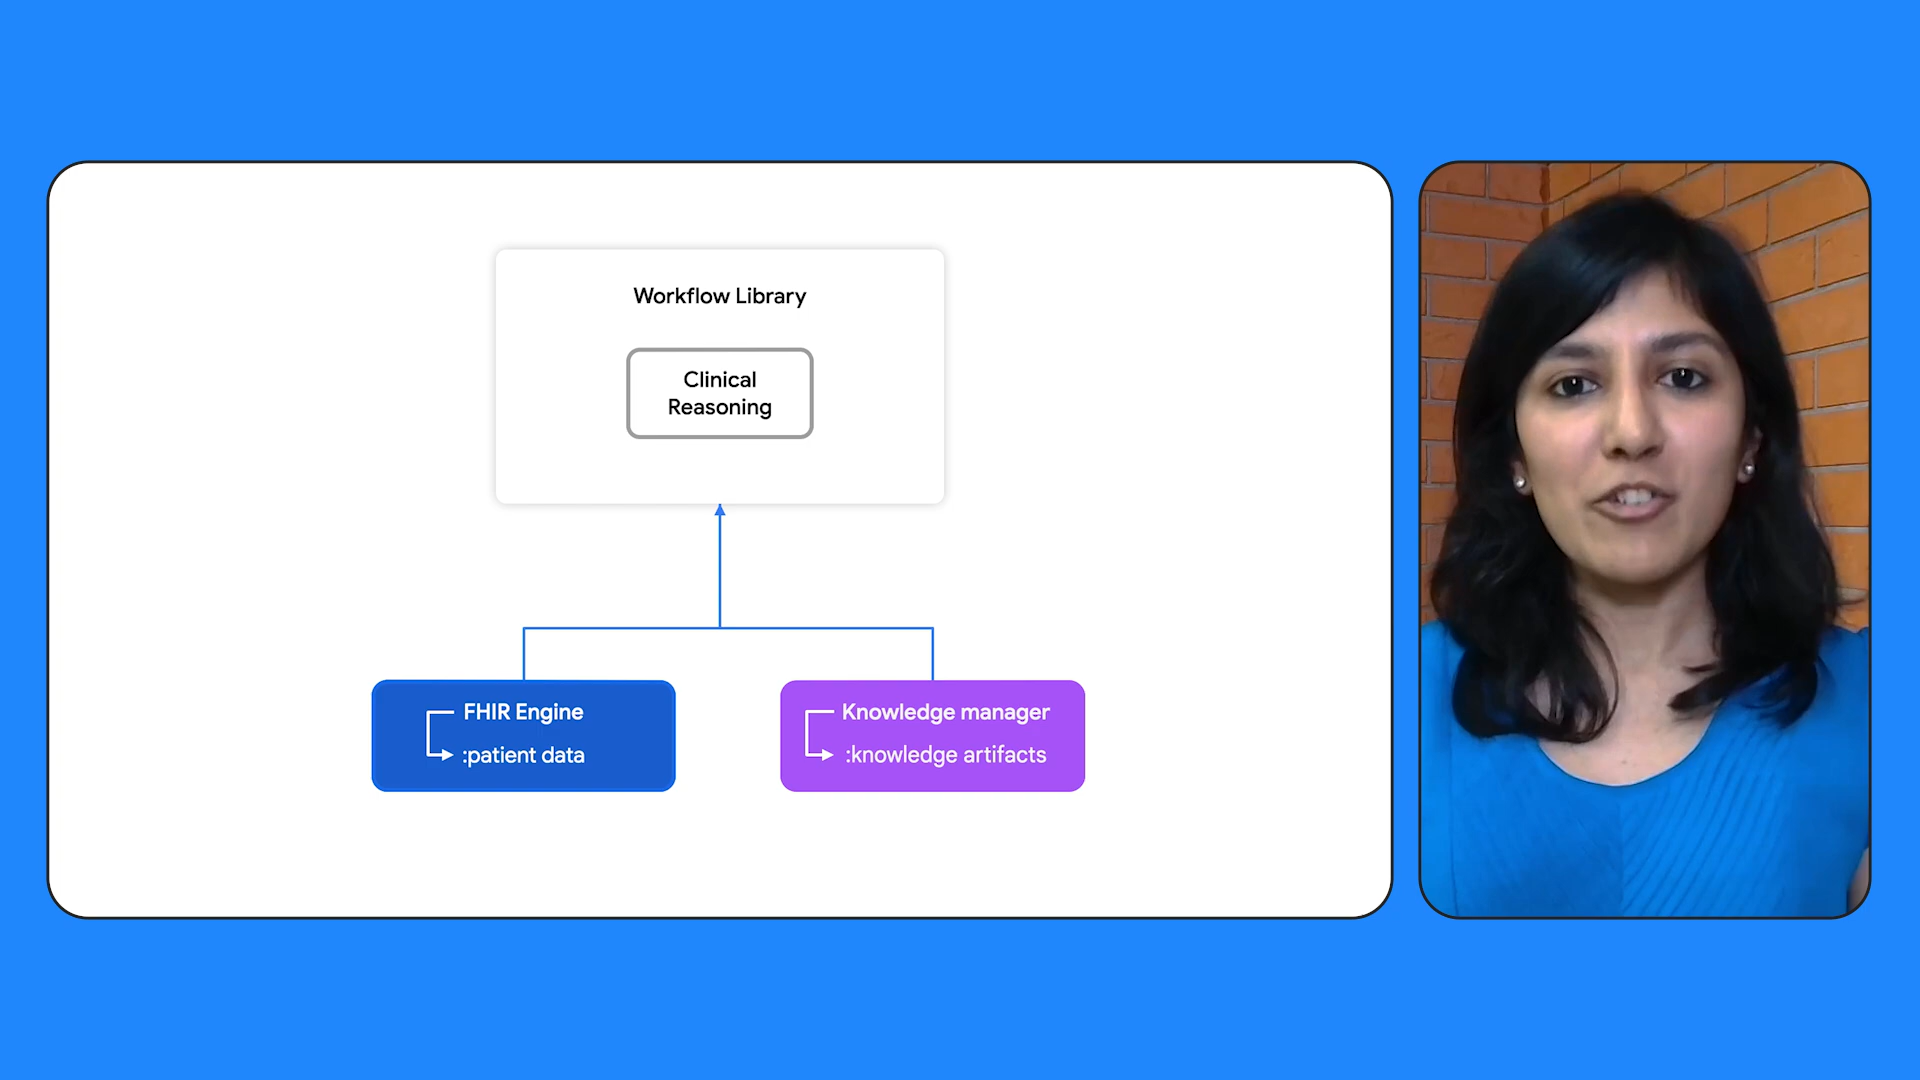 Workflow Library
Clinical
Reasoning
FHIR Engine
:patient data
Knowledge manager
:knowledge artifacts